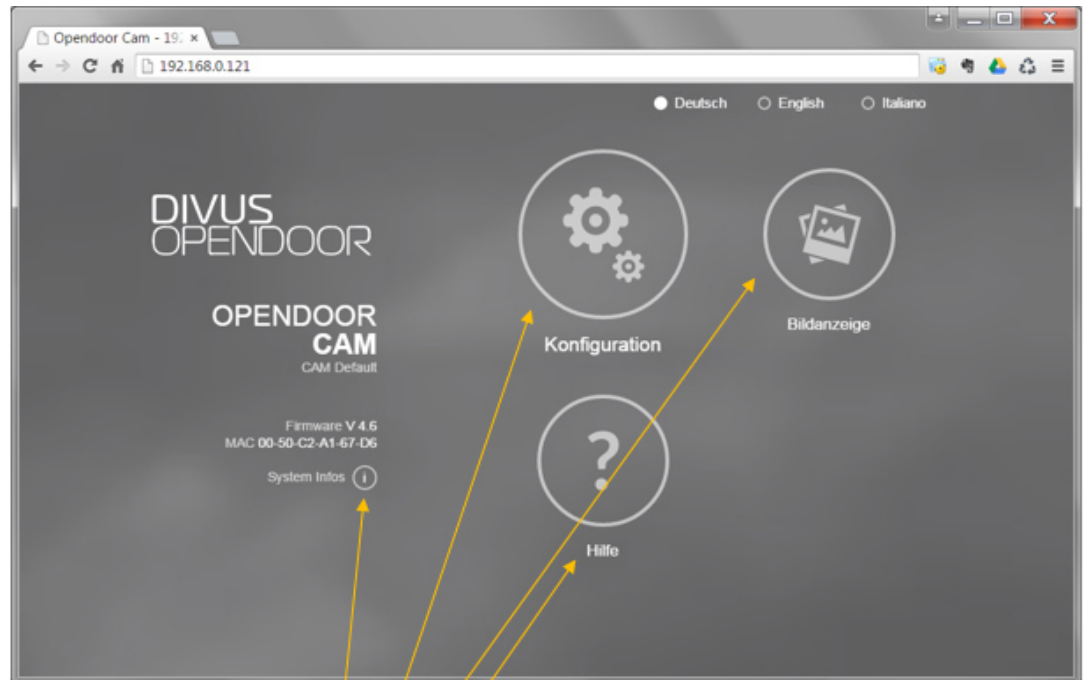 Opendoor Cam - 19
192.168.0.121
Deutsch
English
Italiano
DIVUS
OPENDOOR
OPENDOOR
CAM
CAM Default
Firmware V 4.6
MAC 00-50-C2-A1-67-D6
System Infos
Konfiguration
Bildanzeige
Hilfe